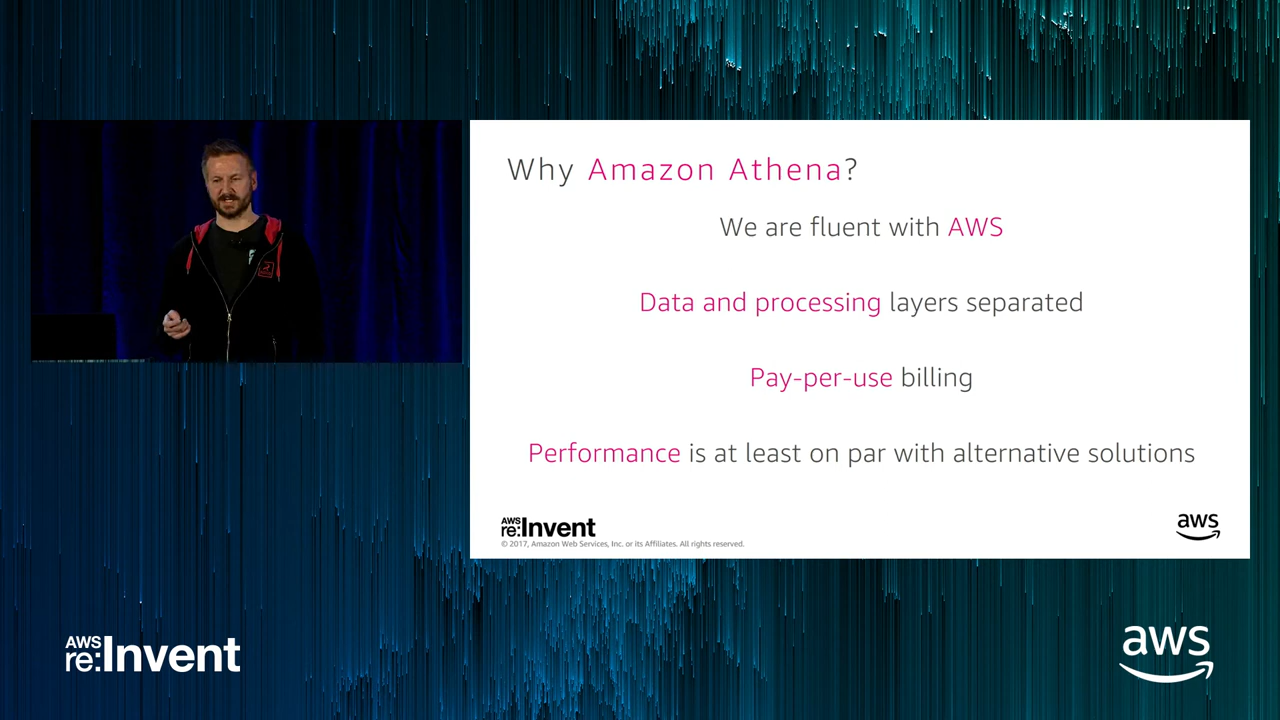 Why Amazon Athena?
We are fluent with AWS
Data and processing layers separated
Pay-per-use billing
Performance is at least on par with alternative solutions
AWS
re:Invent
© 2017, Amazon Web Services, Inc. or its Affiliates. All rights reserved.
aws
AWS
re:Invent
aws